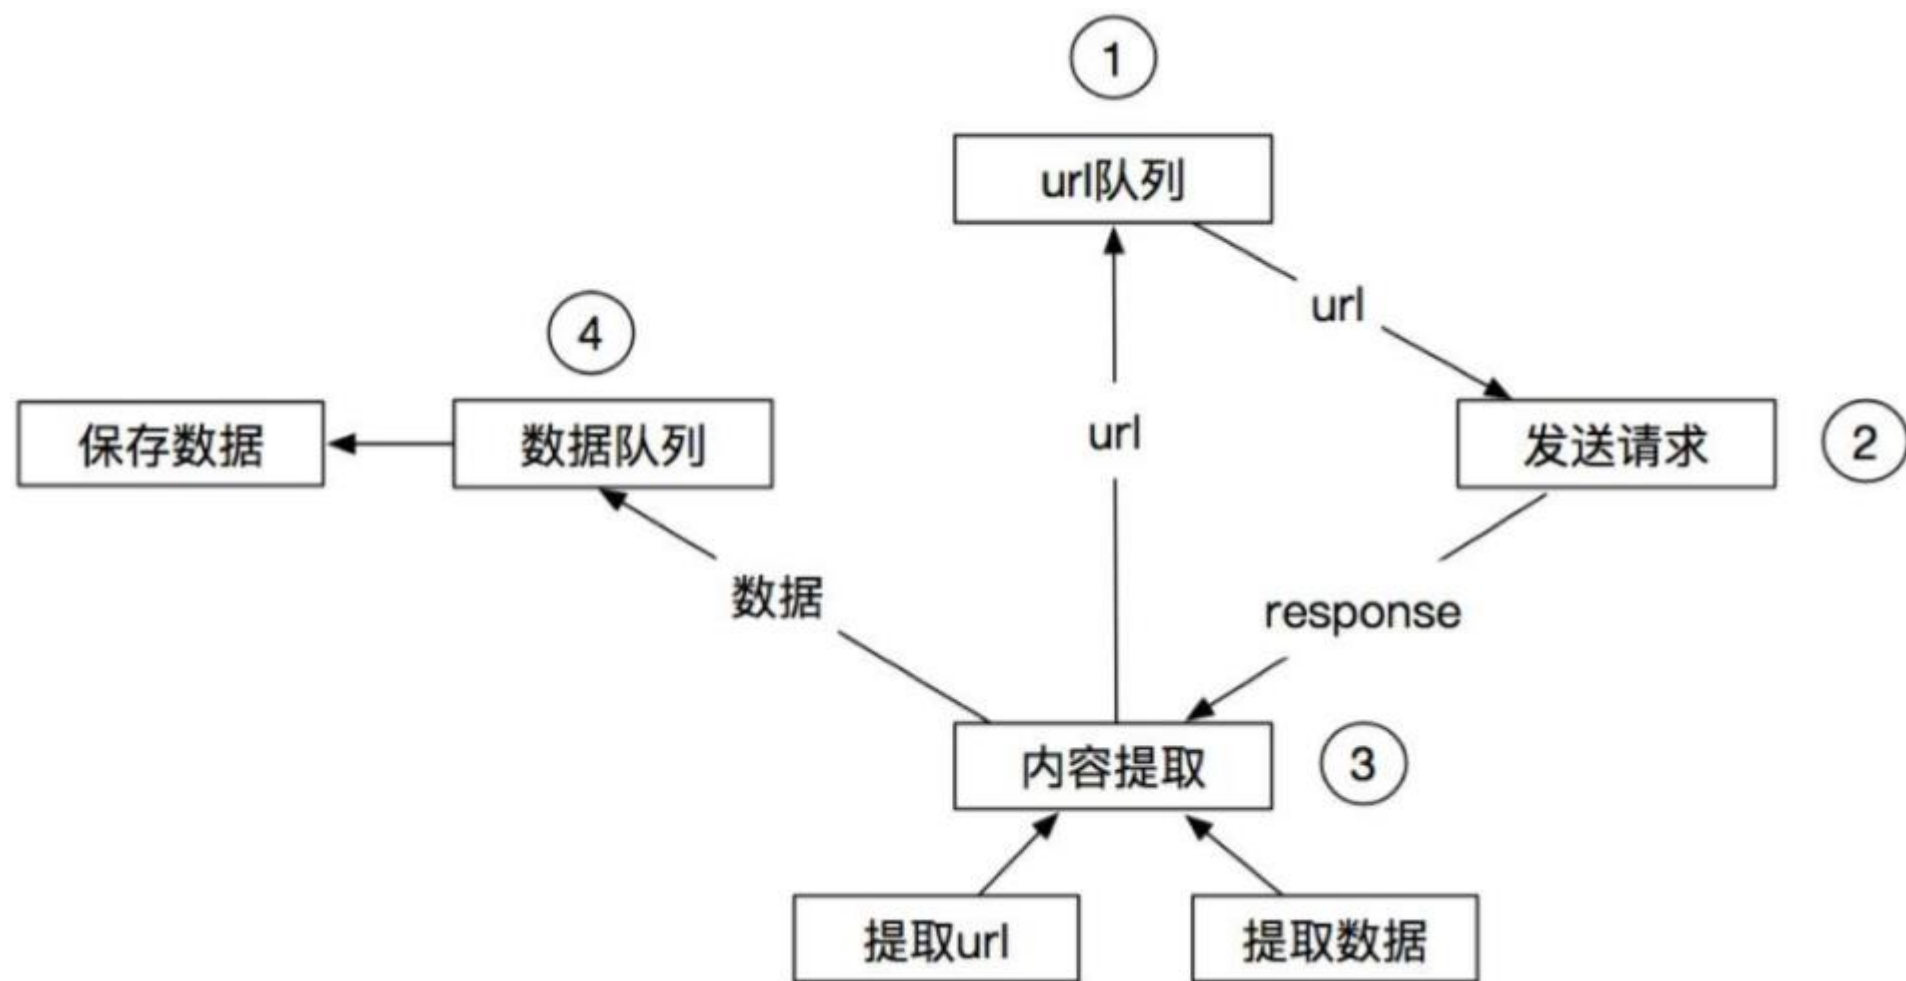 1
url队列
url
4
保存数据
数据队列
url
发送请求
2
数据
response
内容提取
3
提取url
提取数据